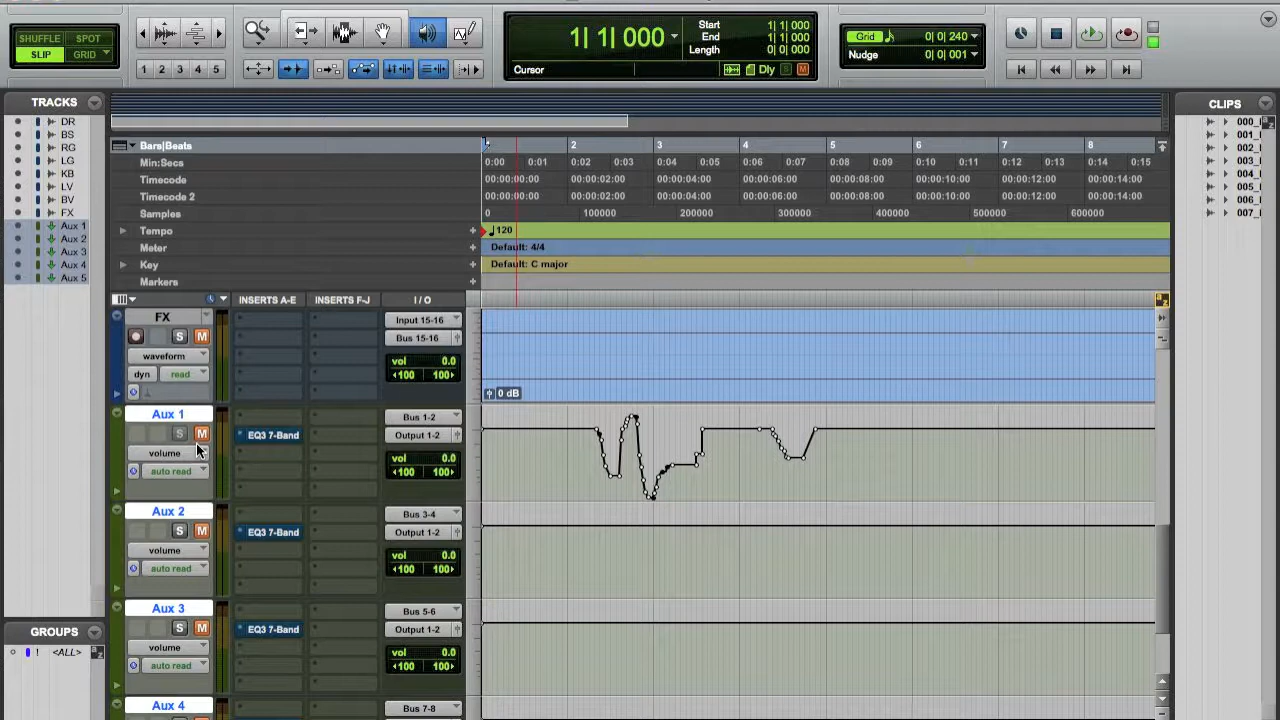 SHUFFLE SPOT
SLIP GRID
1 2 3 4 5
1| 1| 000
Start 1| 1| 000
End 1| 1| 000
Length 0| 0| 000
Cursor
Dly S M
Grid 0| 0| 240
Nudge 0| 0| 001
TRACKS
DR
BS
RG
LG
KB
LV
BV
FX
Aux 1
Aux 2
Aux 3
Aux 4
Aux 5
GROUPS
! <ALL>
CLIPS
000_
001_
002_
003_
004_
005_
006_
007_
Bars|Beats 2 3 4 5 6 7 8
Min:Secs 0:00 0:01 0:02 0:03 0:04 0:05 0:06 0:07 0:08 0:09 0:10 0:11 0:12 0:13 0:14 0:15
Timecode 00:00:00:00 00:00:02:00 00:00:04:00 00:00:06:00 00:00:08:00 00:00:10:00 00:00:12:00 00:00:14:00
Timecode 2 00:00:00:00 00:00:02:00 00:00:04:00 00:00:06:00 00:00:08:00 00:00:10:00 00:00:12:00 00:00:14:00
Samples 0 100000 200000 300000 400000 500000 600000
Tempo 120
Meter Default: 4/4
Key Default: C major
Markers
INSERTS A-E INSERTS F-J I / O
FX
S M
waveform
dyn read
Input 15-16
Bus 15-16
vol 0.0
100 100
0 dB
Aux 1
S M
volume
auto read
EQ3 7-Band
Bus 1-2
Output 1-2
vol 0.0
100 100
Aux 2
S M
volume
auto read
EQ3 7-Band
Bus 3-4
Output 1-2
vol 0.0
100 100
Aux 3
S M
volume
auto read
EQ3 7-Band
Bus 5-6
Output 1-2
vol 0.0
100 100
Aux 4
Bus 7-8